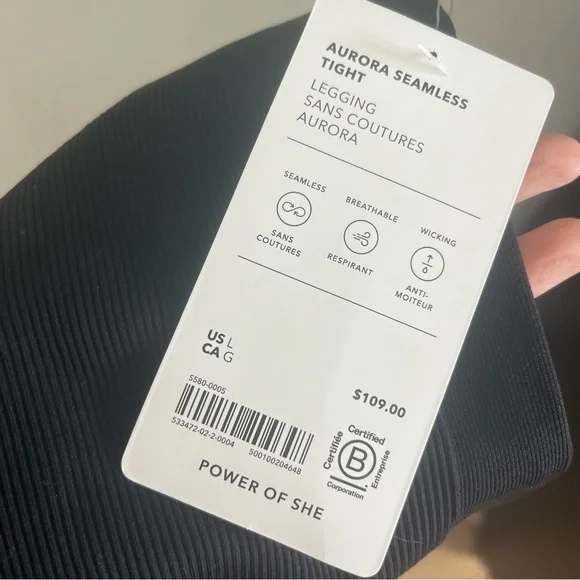 AURORA SEAMLESS
TIGHT
LEGGING
SANS COUTURES
AURORA
SEAMLESS
BREATHABLE
WICKING
SANS
COUTURES
RESPIRANT
ANTI-
MOITEUR
US L
CA G
$109.00
5580-0005
533472-02-2-0004 500100204648
Certified
Certifiée
B
Corporation
Entreprise
POWER OF SHE